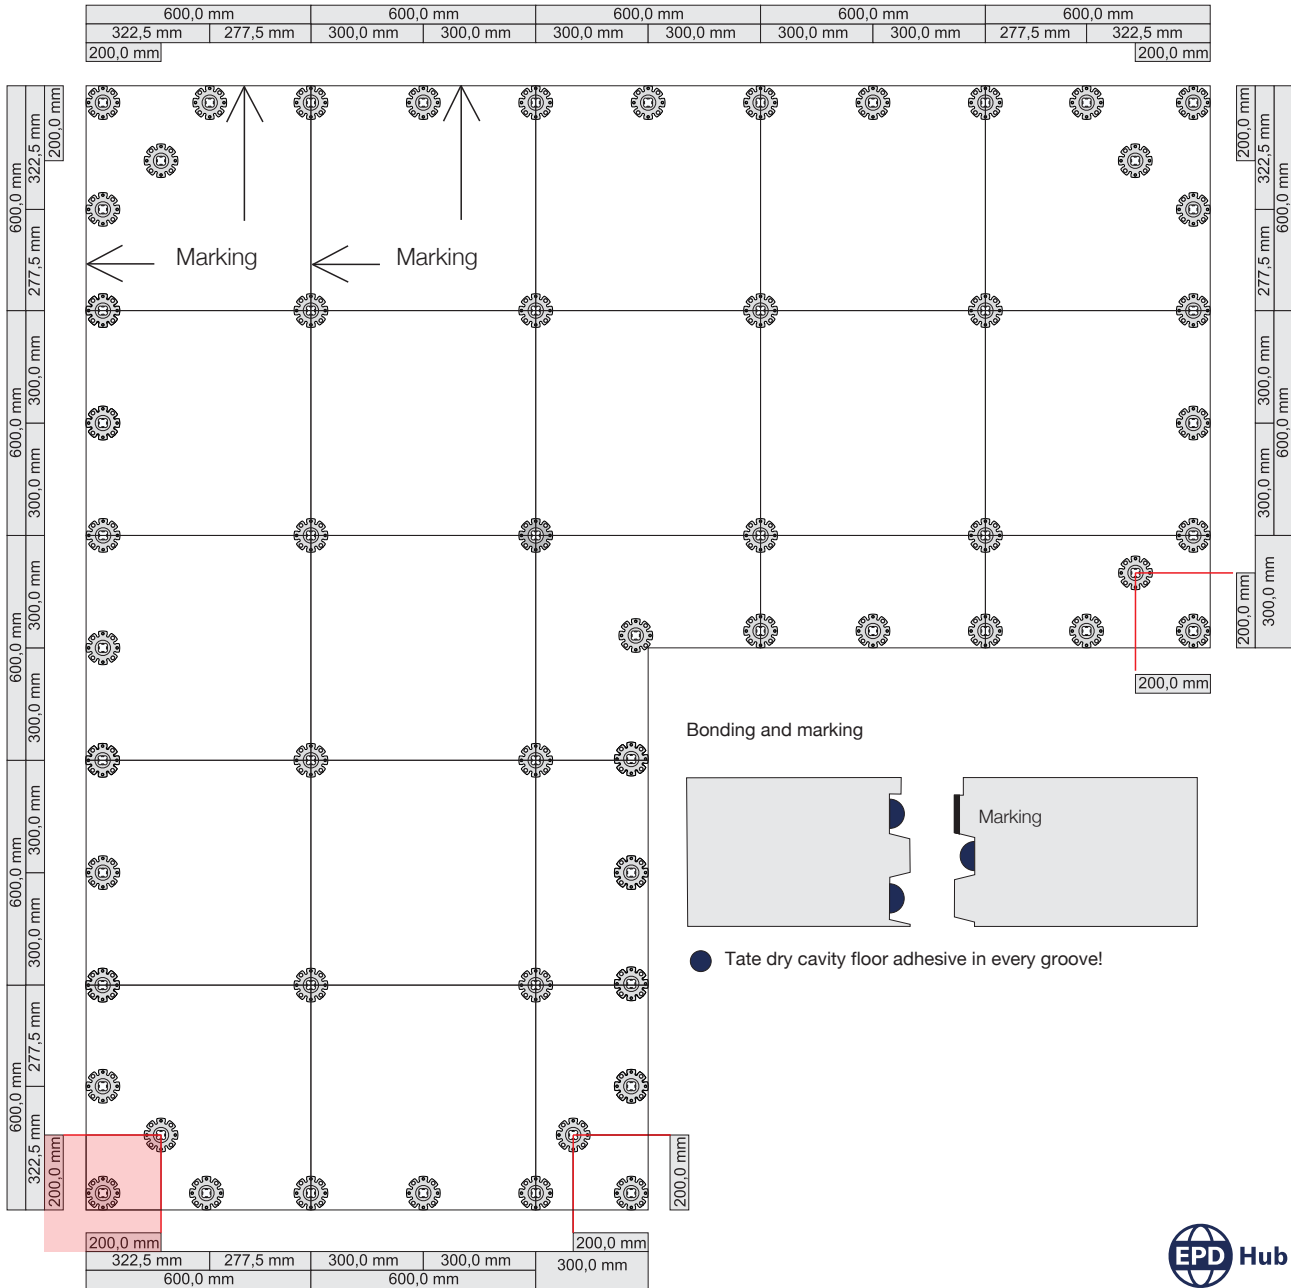 600,0 mm 600,0 mm 600,0 mm 600,0 mm 600,0 mm
322,5 mm 277,5 mm 300,0 mm 300,0 mm 300,0 mm 300,0 mm 300,0 mm 300,0 mm 277,5 mm 322,5 mm
200,0 mm 200,0 mm
600,0 mm
600,0 mm
600,0 mm
600,0 mm
600,0 mm
322,5 mm
277,5 mm
300,0 mm
300,0 mm
300,0 mm
300,0 mm
300,0 mm
300,0 mm
277,5 mm
322,5 mm
200,0 mm
200,0 mm
Marking Marking
200,0 mm
322,5 mm
277,5 mm
300,0 mm
300,0 mm
600,0 mm
600,0 mm
200,0 mm
300,0 mm
200,0 mm
Bonding and marking
Marking
Tate dry cavity floor adhesive in every groove!
200,0 mm
200,0 mm 200,0 mm
322,5 mm 277,5 mm 300,0 mm 300,0 mm 300,0 mm
600,0 mm 600,0 mm
EPD Hub